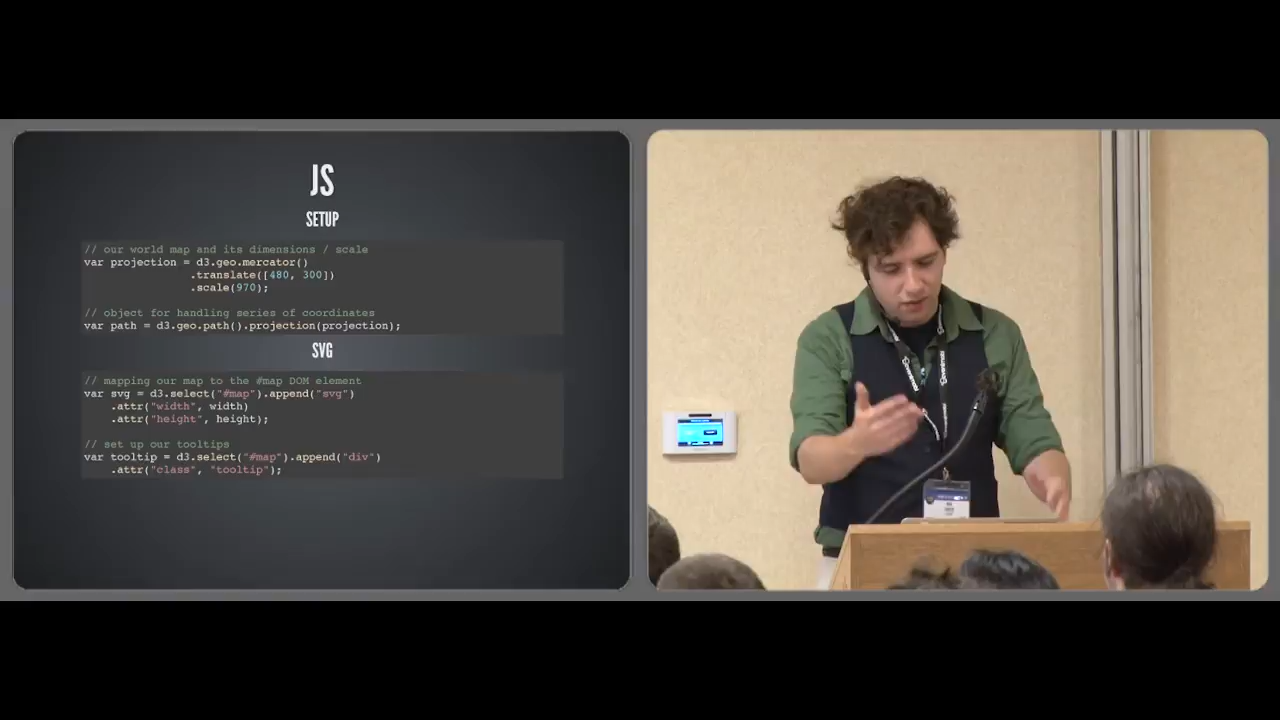 JS
SETUP
// our world map and its dimensions / scale
var projection = d3.geo.mercator()
.translate([480, 300])
.scale(970);
// object for handling series of coordinates
var path = d3.geo.path().projection(projection);
SVG
// mapping our map to the #map DOM element
var svg = d3.select("#map").append("svg")
.attr("width", width)
.attr("height", height);
// set up our tooltips
var tooltip = d3.select("#map").append("div")
.attr("class", "tooltip");